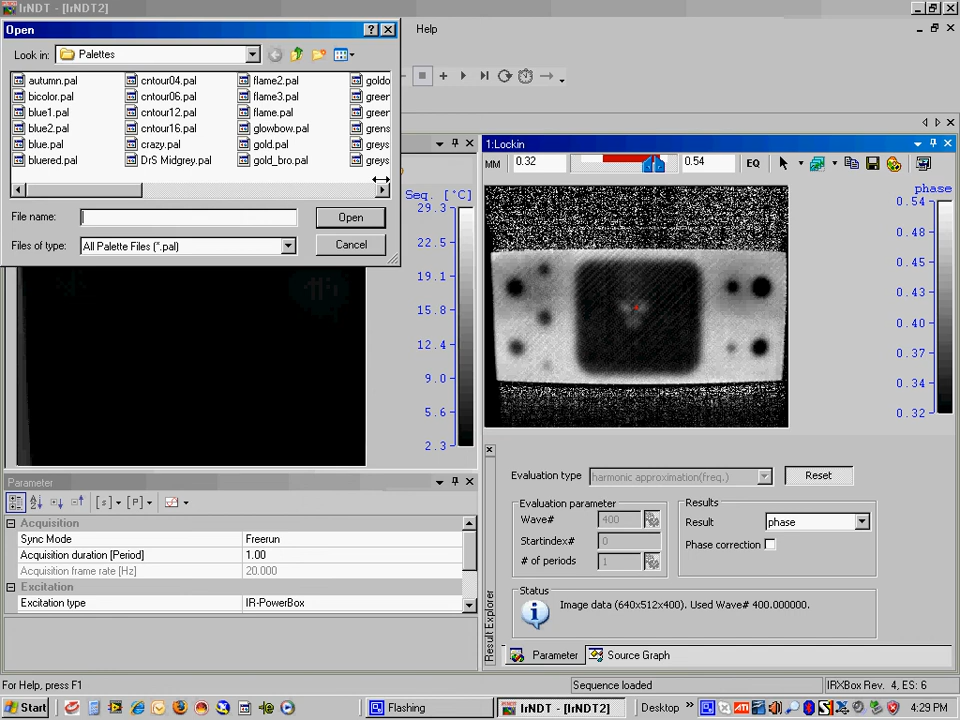 IrNDT - [IrNDT2]
Open
Help
Look in: Palettes
autumn.pal
bicolor.pal
blue1.pal
blue2.pal
blue.pal
bluered.pal
cntour04.pal
cntour06.pal
cntour12.pal
cntour16.pal
crazy.pal
DrS Midgrey.pal
flame2.pal
flame3.pal
flame.pal
glowbow.pal
gold.pal
gold_bro.pal
goldo
greer
greer
grens
greys
greys
File name:
Open
Files of type: All Palette Files (*.pal)
Cancel
Seq. [°C]
29.3
22.5
19.1
15.8
12.4
9.0
5.6
2.3
1:Lockin
MM 0.32 0.54 EQ
phase
0.54
0.48
0.45
0.43
0.40
0.37
0.34
0.32
Parameter
[s] [P]
Acquisition
Sync Mode Freerun
Acquisition duration [Period] 1.00
Acquisition frame rate [Hz] 20.000
Excitation
Excitation type IR-PowerBox
Result Explorer
Evaluation type harmonic approximation(freq.) Reset
Evaluation parameter
Wave# 400
Startindex# 0
# of periods 1
Results
Result phase
Phase correction
Status
Image data (640x512x400). Used Wave# 400.000000.
Parameter Source Graph
For Help, press F1 Sequence loaded IRXBox Rev. 4, ES: 6
Start Flashing IrNDT - [IrNDT2] Desktop » ATI 4:29 PM